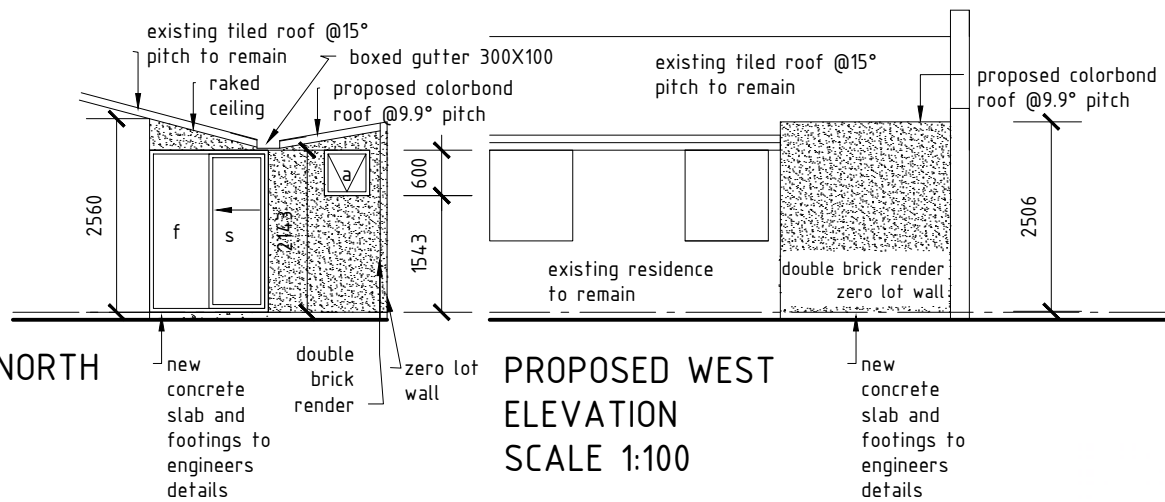 existing tiled roof @15°
pitch to remain
boxed gutter 300X100
raked
ceiling
proposed colorbond
roof @9.9° pitch
2560
f
s
2143
a
600
1543
NORTH
new
concrete
slab and
footings to
engineers
details
double
brick
render
zero lot
wall
existing tiled roof @15°
pitch to remain
proposed colorbond
roof @9.9° pitch
2506
existing residence
to remain
double brick render
zero lot wall
PROPOSED WEST
ELEVATION
SCALE 1:100
new
concrete
slab and
footings to
engineers
details